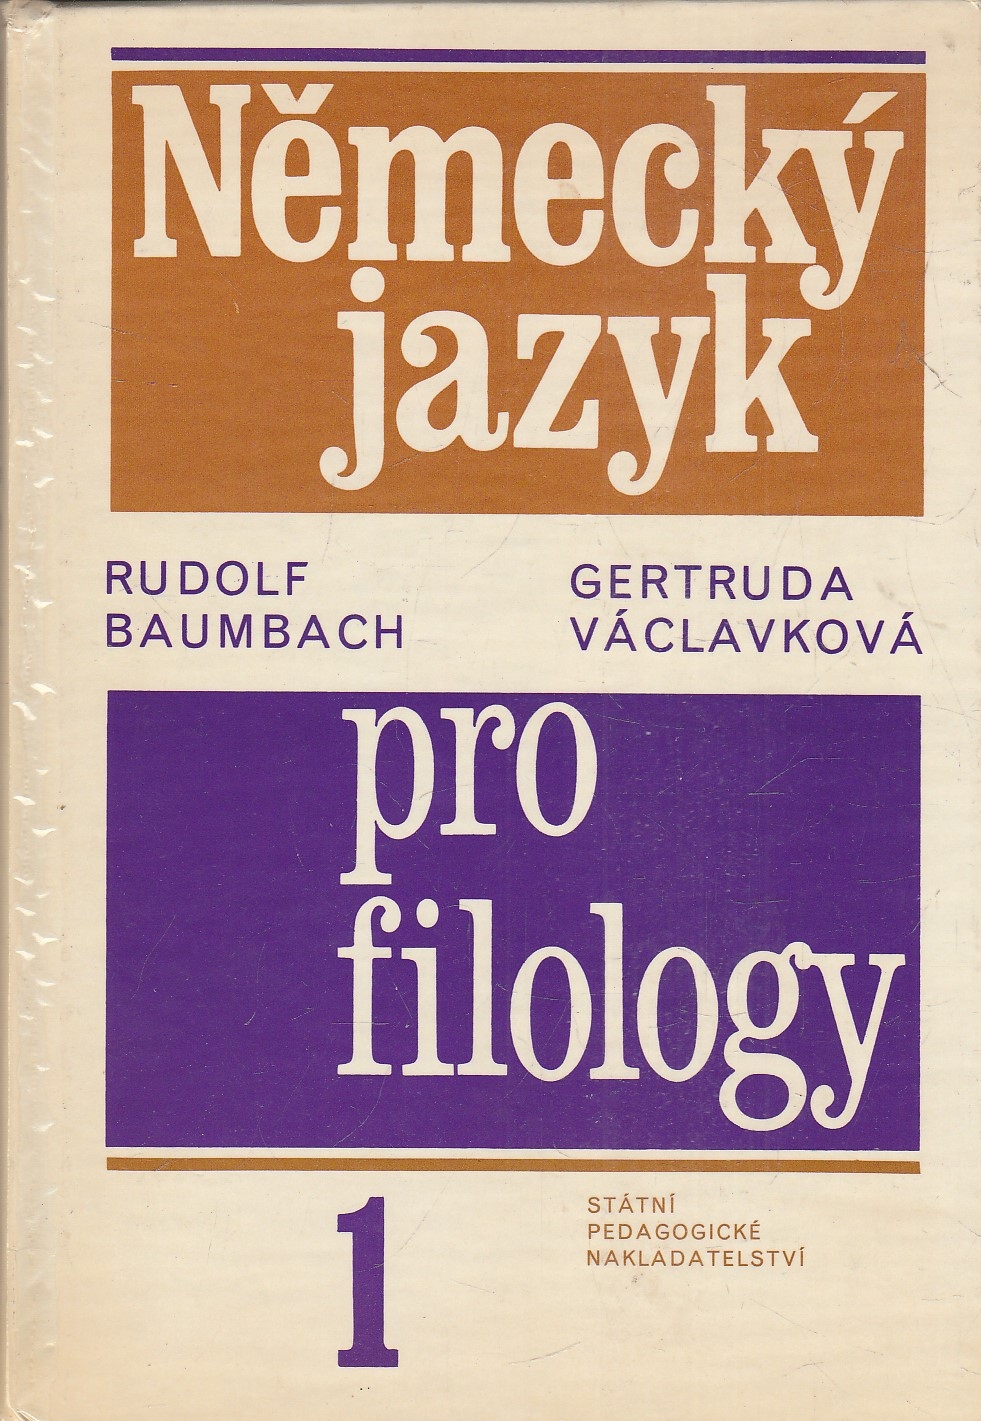 Německý
jazyk
RUDOLF
BAUMBACH
GERTRUDA
VÁCLAVKOVÁ
pro
filology
1
STÁTNÍ
PEDAGOGICKÉ
NAKLADATELSTVÍ